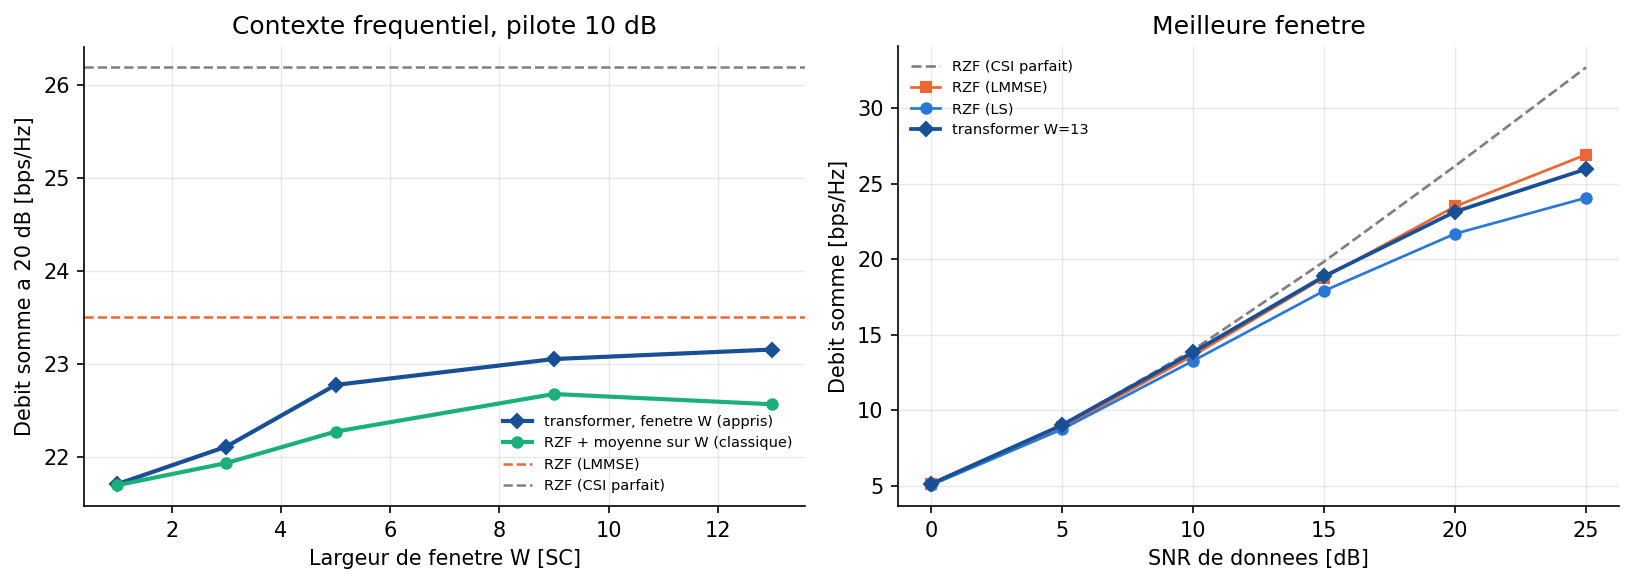 Contexte frequentiel, pilote 10 dB
Debit somme a 20 dB [bps/Hz]
26
25
24
23
22
2
4
6
8
10
12
Largeur de fenetre W [SC]
transformer, fenetre W (appris)
RZF + moyenne sur W (classique)
RZF (LMMSE)
RZF (CSI parfait)
Meilleure fenetre
Debit somme [bps/Hz]
30
25
20
15
10
5
0
5
10
15
20
25
SNR de donnees [dB]
RZF (CSI parfait)
RZF (LMMSE)
RZF (LS)
transformer W=13